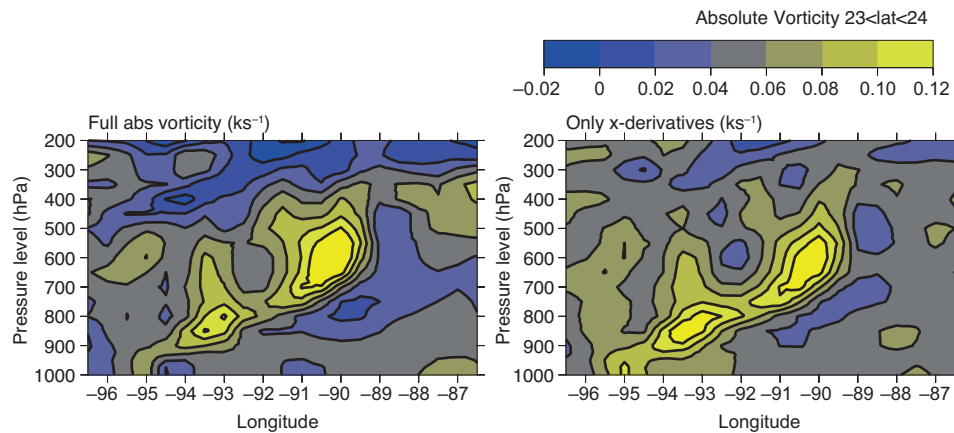 Absolute Vorticity 23<lat<24
−0.02 0 0.02 0.04 0.06 0.08 0.10 0.12
Full abs vorticity (ks⁻¹)
Pressure level (hPa)
200
300
400
500
600
700
800
900
1000
−96 −95 −94 −93 −92 −91 −90 −89 −88 −87
Longitude
Only x-derivatives (ks⁻¹)
Pressure level (hPa)
200
300
400
500
600
700
800
900
1000
−96 −95 −94 −93 −92 −91 −90 −89 −88 −87
Longitude